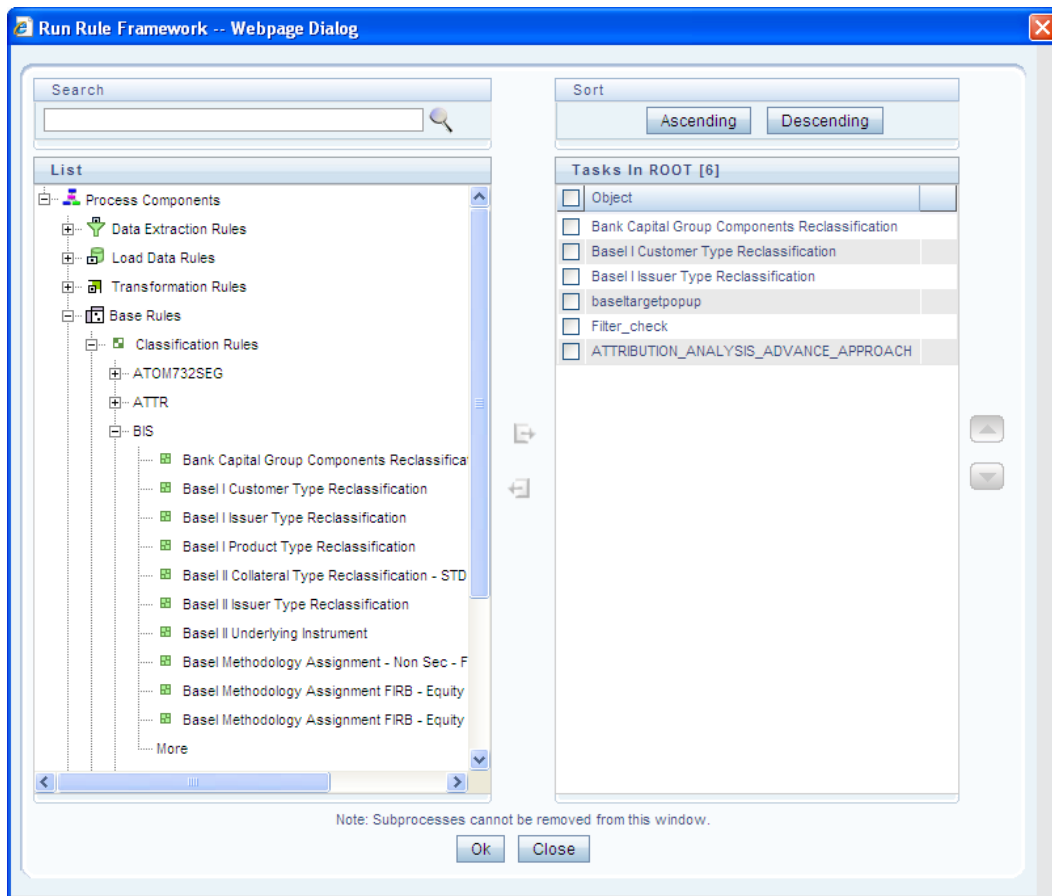 Run Rule Framework -- Webpage Dialog
Search
List
Process Components
Data Extraction Rules
Load Data Rules
Transformation Rules
Base Rules
Classification Rules
ATOM732SEG
ATTR
BIS
Bank Capital Group Components Reclassifica
Basel I Customer Type Reclassification
Basel I Issuer Type Reclassification
Basel I Product Type Reclassification
Basel II Collateral Type Reclassification - STD
Basel II Issuer Type Reclassification
Basel II Underlying Instrument
Basel Methodology Assignment - Non Sec - F
Basel Methodology Assignment FIRB - Equity
Basel Methodology Assignment FIRB - Equity
More
Sort
Ascending Descending
Tasks In ROOT [6]
Object
Bank Capital Group Components Reclassification
Basel I Customer Type Reclassification
Basel I Issuer Type Reclassification
baseltargetpopup
Filter_check
ATTRIBUTION_ANALYSIS_ADVANCE_APPROACH
Note: Subprocesses cannot be removed from this window.
Ok Close